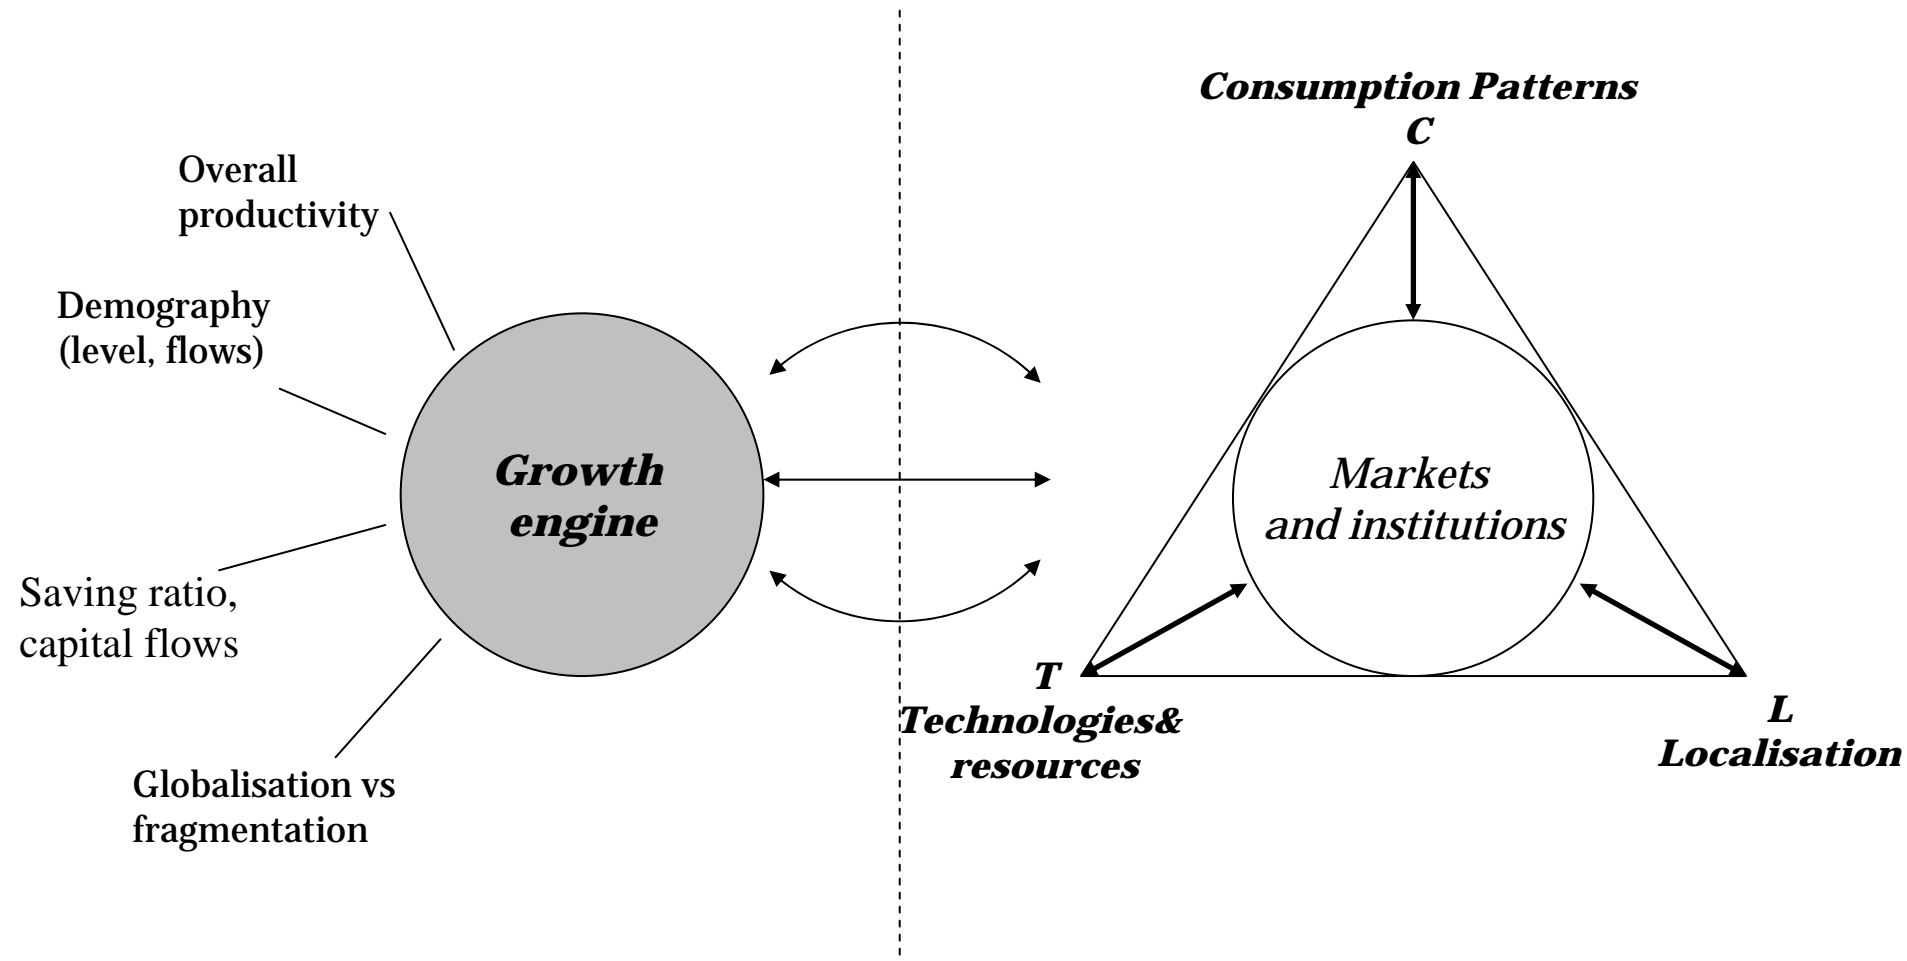 Overall
productivity
Demography
(level, flows)
Saving ratio,
capital flows
Globalisation vs
fragmentation
Growth
engine
Consumption Patterns
C
Markets
and institutions
T
Technologies&
resources
L
Localisation